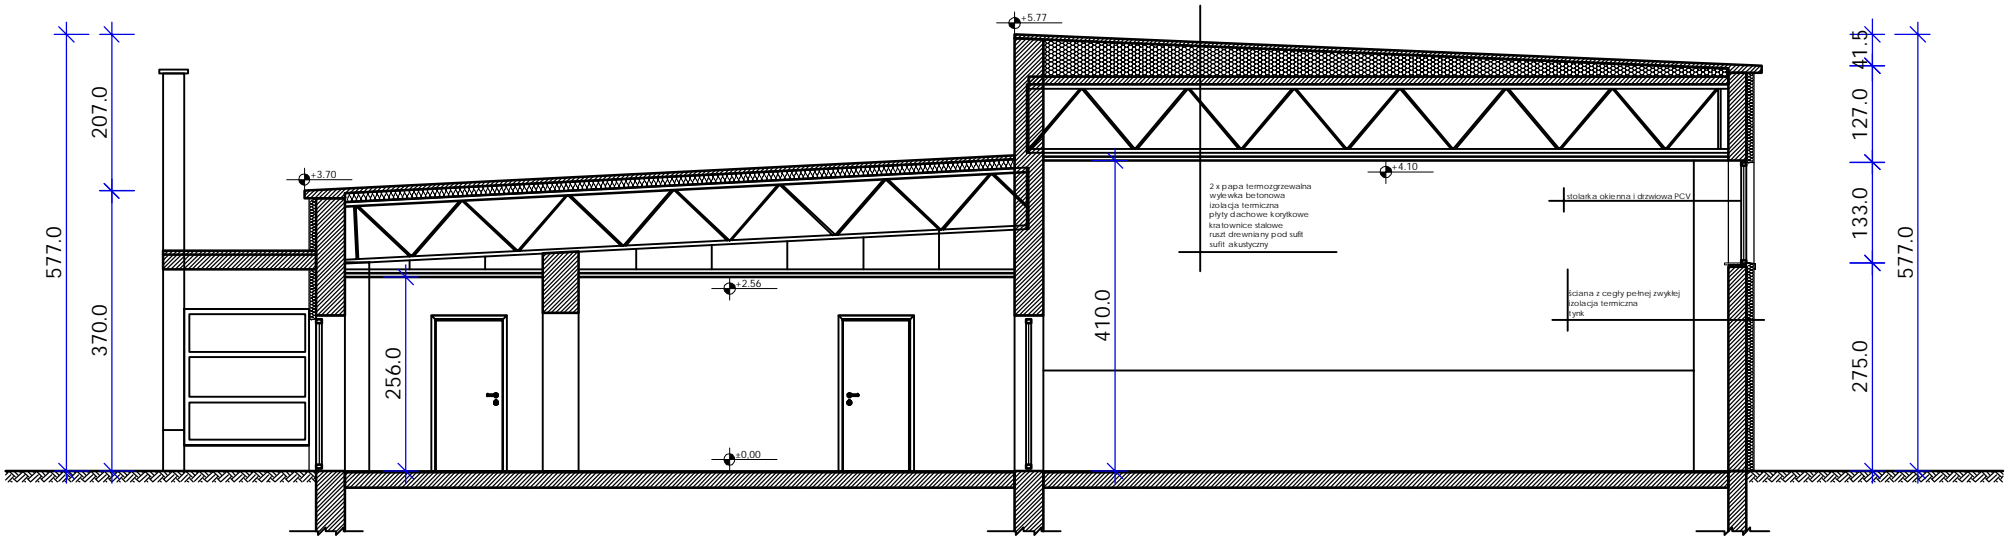 +5.77
41.5
207.0
127.0
+3.70
+4.10
2 x papa termozgrzewalna
wylewka betonowa
izolacja termiczna
płyty dachowe korytkowe
kratownice stalowe
ruszt drewniany pod sufit
sufit akustyczny
stolarka okienna i drzwiowa PCV
133.0
577.0
577.0
+2.56
ściana z cegły pełnej zwykłej
izolacja termiczna
tynk
370.0
410.0
256.0
275.0
±0,00